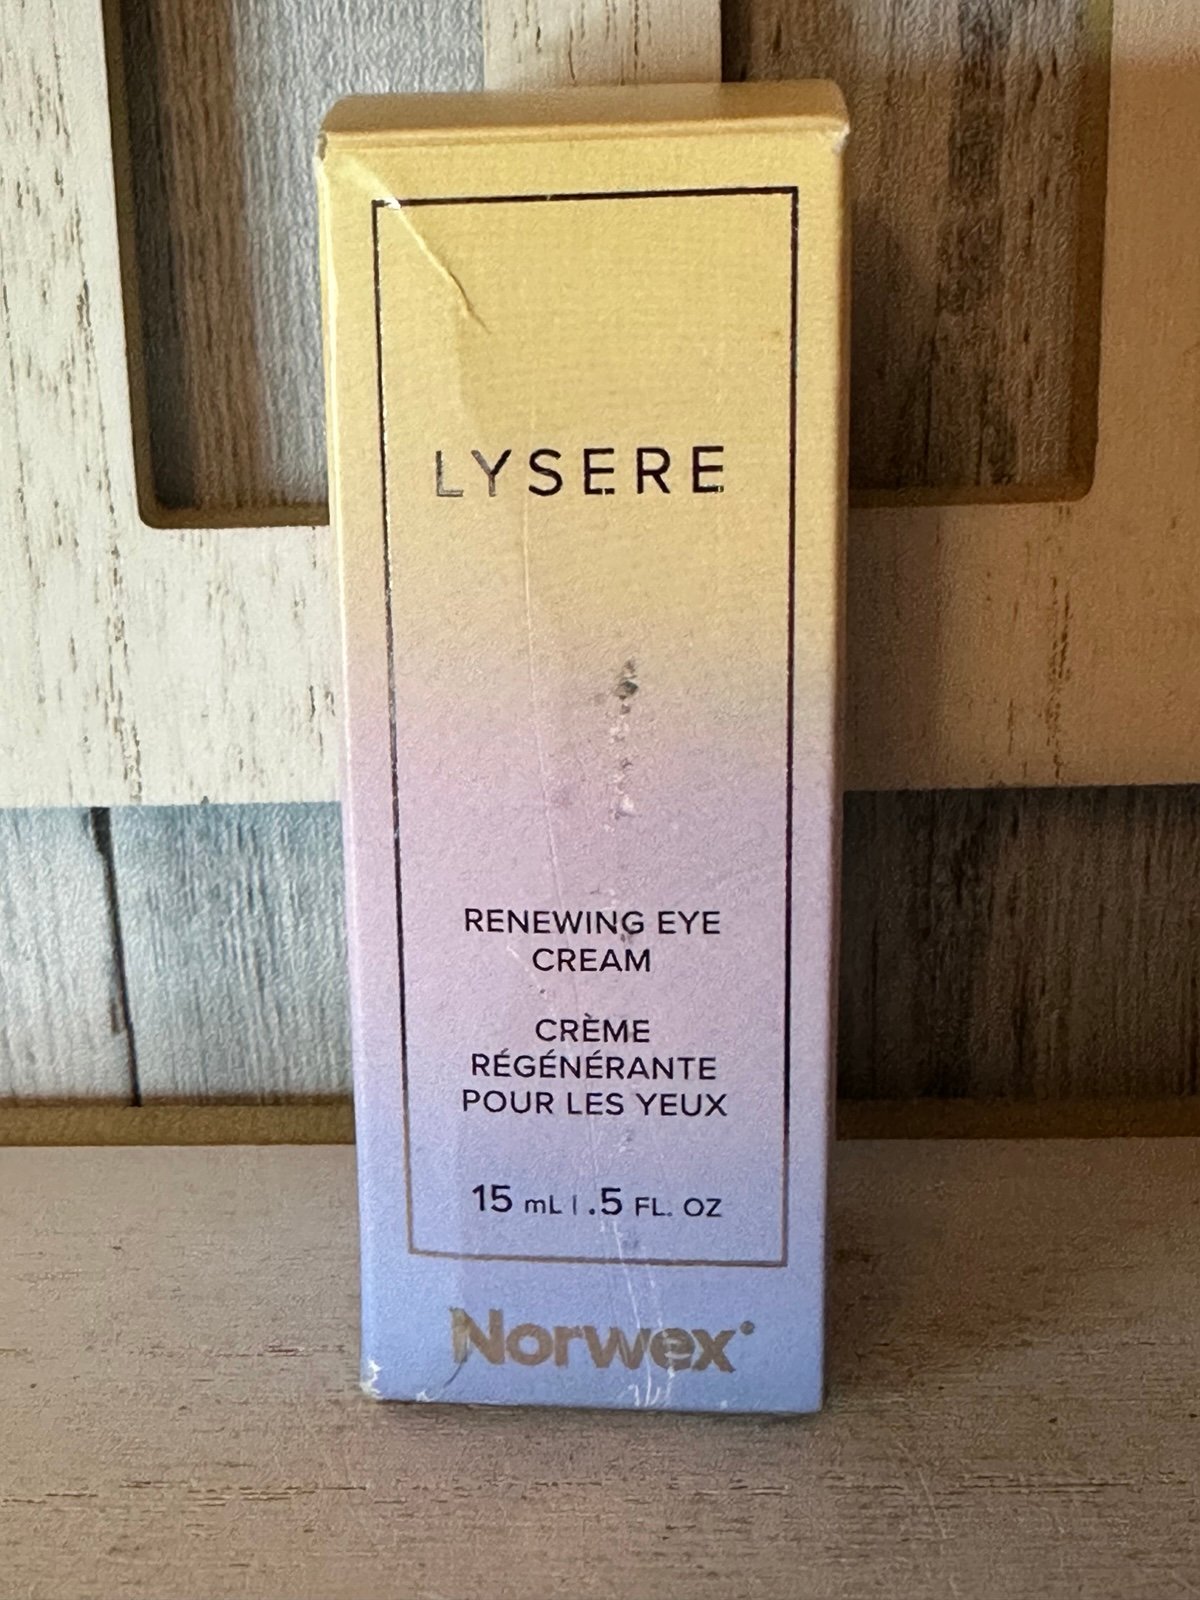 LYSERE
RENEWING EYE
CREAM
CRÈME
RÉGÉNÉRANTE
POUR LES YEUX
15 mL | .5 FL. OZ
Norwex